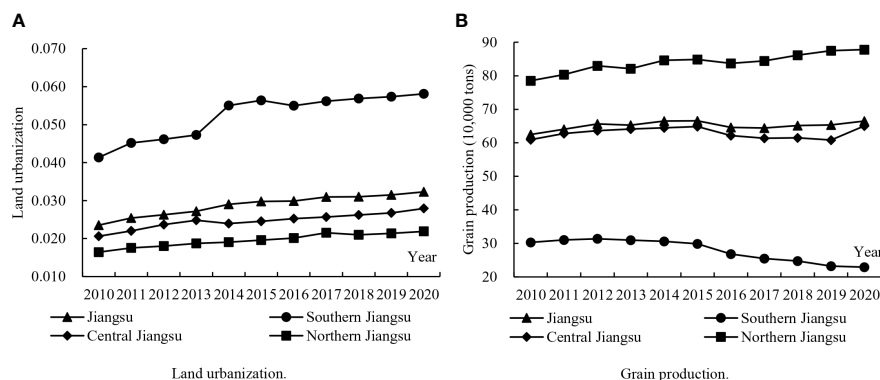 A
Land urbanization
0.070
0.060
0.050
0.040
0.030
0.020
0.010
Year
2010 2011 2012 2013 2014 2015 2016 2017 2018 2019 2020
Jiangsu
Southern Jiangsu
Central Jiangsu
Northern Jiangsu
Land urbanization.
B
Grain production (10,000 tons)
90
80
70
60
50
40
30
20
Year
2010 2011 2012 2013 2014 2015 2016 2017 2018 2019 2020
Jiangsu
Southern Jiangsu
Central Jiangsu
Northern Jiangsu
Grain production.